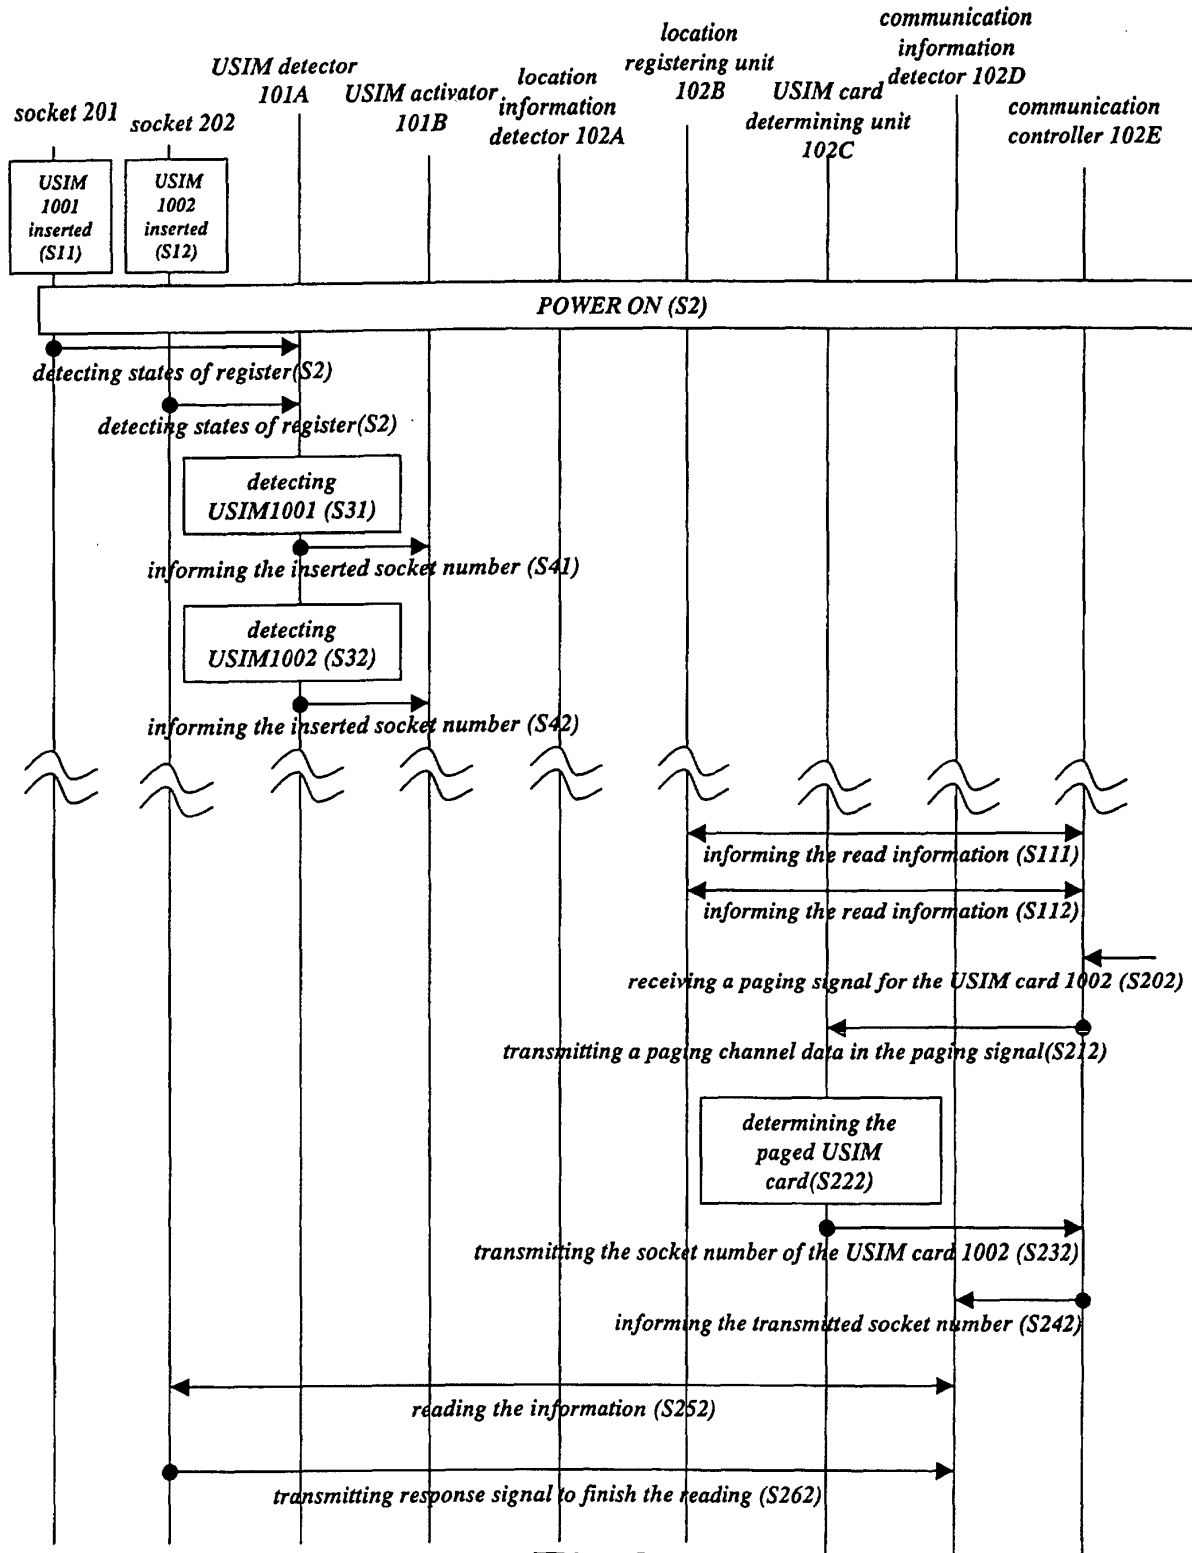 socket 201
socket 202
USIM detector
101A
USIM activator
101B
location
information
detector 102A
location
registering unit
102B
USIM card
determining unit
102C
communication
information
detector 102D
communication
controller 102E
USIM
1001
inserted
(S11)
USIM
1002
inserted
(S12)
POWER ON (S2)
detecting states of register(S2)
detecting states of register(S2)
detecting
USIM1001 (S31)
informing the inserted socket number (S41)
detecting
USIM1002 (S32)
informing the inserted socket number (S42)
informing the read information (S111)
informing the read information (S112)
receiving a paging signal for the USIM card 1002 (S202)
transmitting a paging channel data in the paging signal(S212)
determining the
paged USIM
card(S222)
transmitting the socket number of the USIM card 1002 (S232)
informing the transmitted socket number (S242)
reading the information (S252)
transmitting response signal to finish the reading (S262)